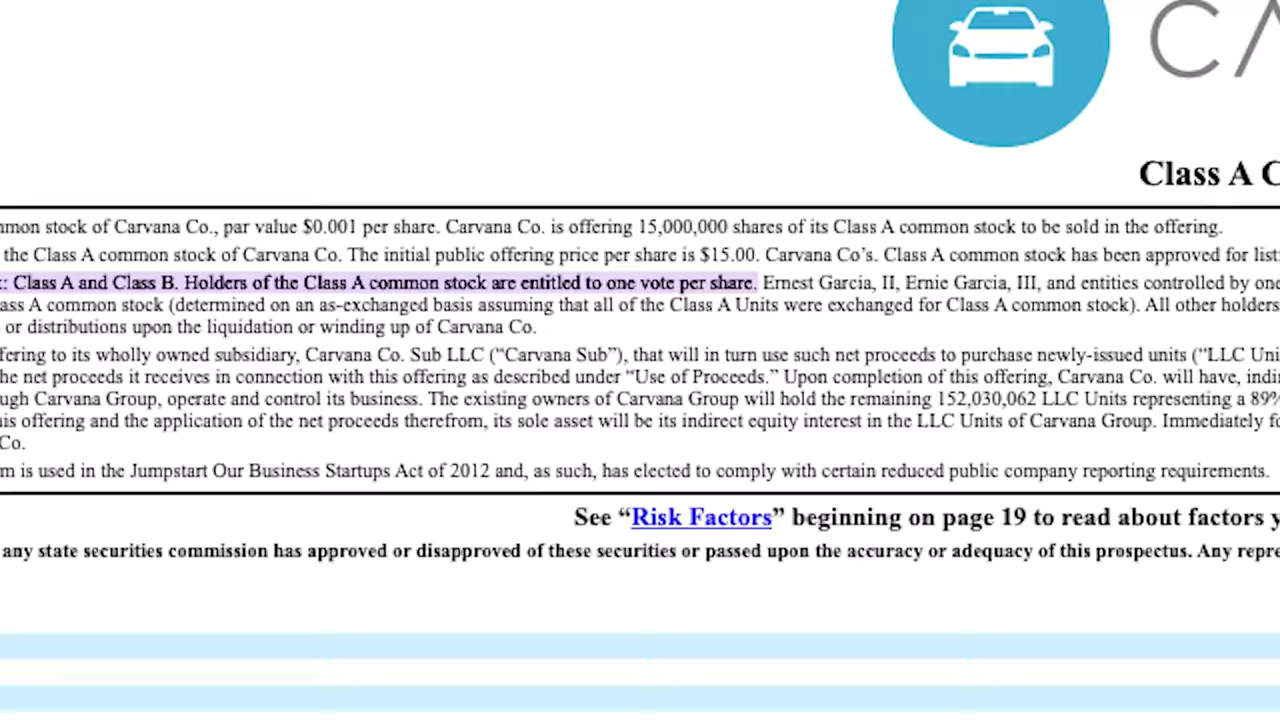 CA
Class A C
mmon stock of Carvana Co., par value $0.001 per share. Carvana Co. is offering 15,000,000 shares of its Class A common stock to be sold in the offering.
the Class A common stock of Carvana Co. The initial public offering price per share is $15.00. Carvana Co’s. Class A common stock has been approved for listi
: Class A and Class B. Holders of the Class A common stock are entitled to one vote per share. Ernest Garcia, II, Ernie Garcia, III, and entities controlled by one
lass A common stock (determined on an as-exchanged basis assuming that all of the Class A Units were exchanged for Class A common stock). All other holders
or distributions upon the liquidation or winding up of Carvana Co.
fering to its wholly owned subsidiary, Carvana Co. Sub LLC (“Carvana Sub”), that will in turn use such net proceeds to purchase newly-issued units (“LLC Uni
he net proceeds it receives in connection with this offering as described under “Use of Proceeds.” Upon completion of this offering, Carvana Co. will have, indi
ugh Carvana Group, operate and control its business. The existing owners of Carvana Group will hold the remaining 152,030,062 LLC Units representing a 89%
is offering and the application of the net proceeds therefrom, its sole asset will be its indirect equity interest in the LLC Units of Carvana Group. Immediately fo
Co.
m is used in the Jumpstart Our Business Startups Act of 2012 and, as such, has elected to comply with certain reduced public company reporting requirements.
See “Risk Factors” beginning on page 19 to read about factors y
any state securities commission has approved or disapproved of these securities or passed upon the accuracy or adequacy of this prospectus. Any repre